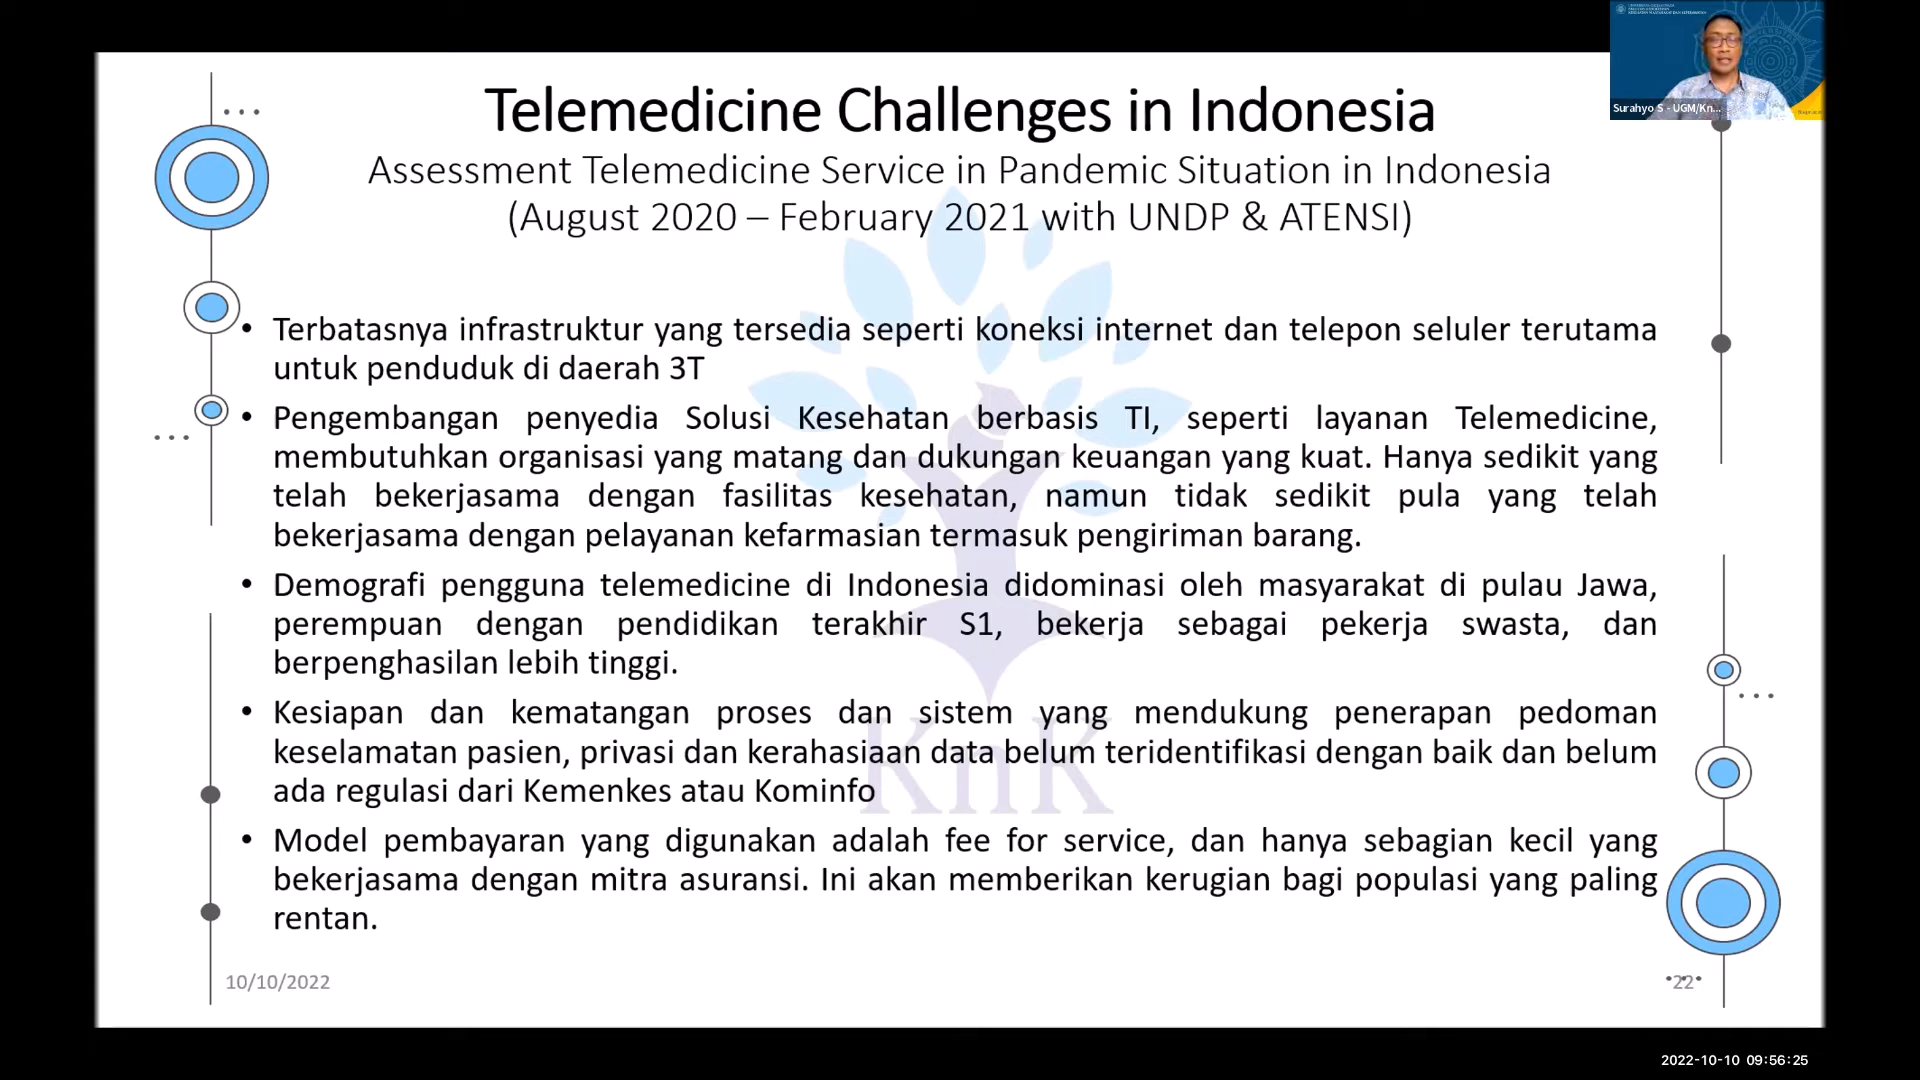 Telemedicine Challenges in Indonesia
Assessment Telemedicine Service in Pandemic Situation in Indonesia
(August 2020 – February 2021 with UNDP & ATENSI)
Surahyo S - UGM/Kn...
• Terbatasnya infrastruktur yang tersedia seperti koneksi internet dan telepon seluler terutama
untuk penduduk di daerah 3T
• Pengembangan penyedia Solusi Kesehatan berbasis TI, seperti layanan Telemedicine,
membutuhkan organisasi yang matang dan dukungan keuangan yang kuat. Hanya sedikit yang
telah bekerjasama dengan fasilitas kesehatan, namun tidak sedikit pula yang telah
bekerjasama dengan pelayanan kefarmasian termasuk pengiriman barang.
• Demografi pengguna telemedicine di Indonesia didominasi oleh masyarakat di pulau Jawa,
perempuan dengan pendidikan terakhir S1, bekerja sebagai pekerja swasta, dan
berpenghasilan lebih tinggi.
• Kesiapan dan kematangan proses dan sistem yang mendukung penerapan pedoman
keselamatan pasien, privasi dan kerahasiaan data belum teridentifikasi dengan baik dan belum
ada regulasi dari Kemenkes atau Kominfo
• Model pembayaran yang digunakan adalah fee for service, dan hanya sebagian kecil yang
bekerjasama dengan mitra asuransi. Ini akan memberikan kerugian bagi populasi yang paling
rentan.
KnK
10/10/2022
22
2022-10-10 09:56:25